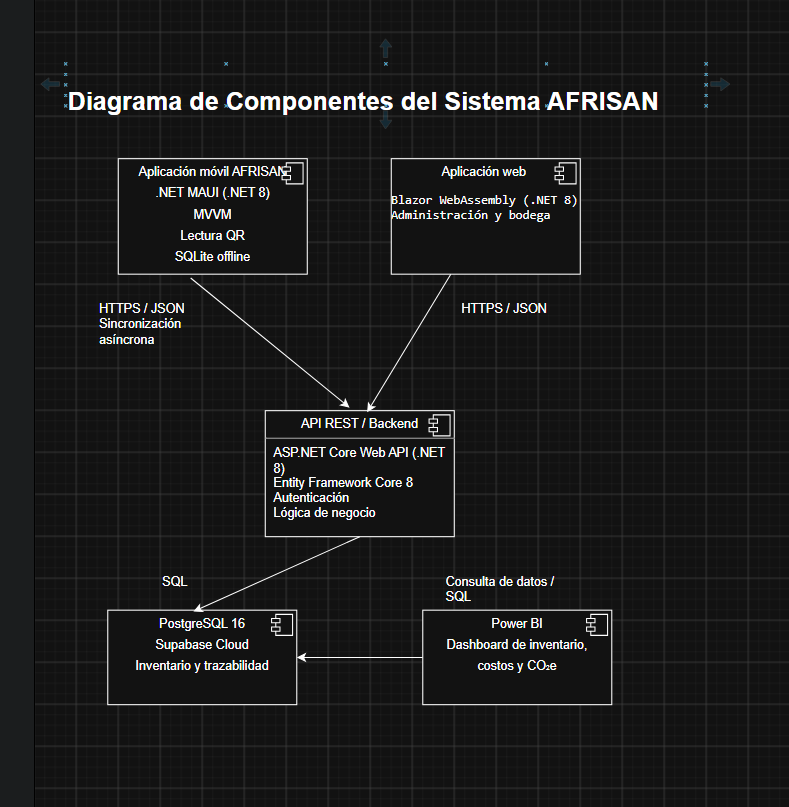 Diagrama de Componentes del Sistema AFRISAN
Aplicación móvil AFRISAN
.NET MAUI (.NET 8)
MVVM
Lectura QR
SQLite offline
Aplicación web
Blazor WebAssembly (.NET 8)
Administración y bodega
HTTPS / JSON
Sincronización
asíncrona
HTTPS / JSON
API REST / Backend
ASP.NET Core Web API (.NET
8)
Entity Framework Core 8
Autenticación
Lógica de negocio
SQL
Consulta de datos /
SQL
PostgreSQL 16
Supabase Cloud
Inventario y trazabilidad
Power BI
Dashboard de inventario,
costos y CO₂e